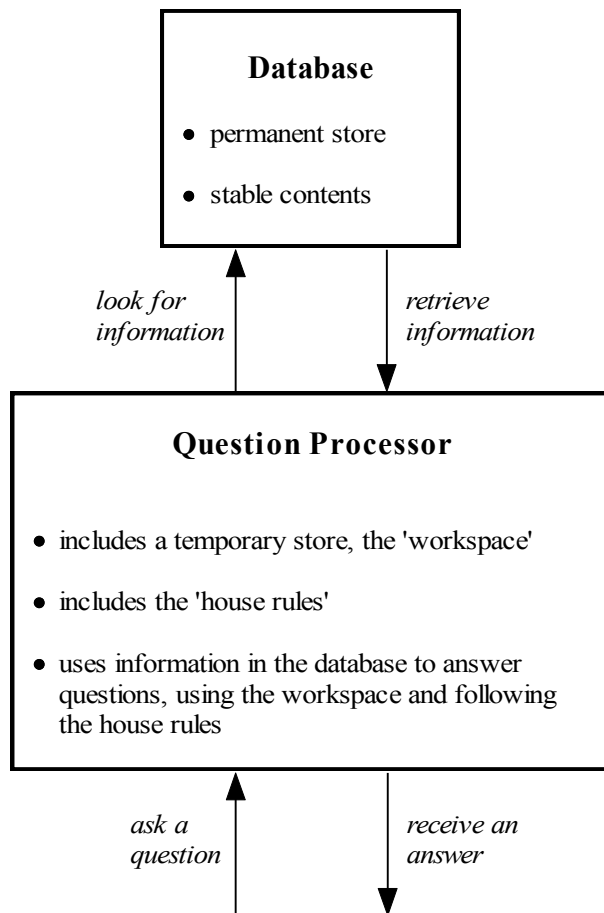 Database
• permanent store
• stable contents
look for
information
retrieve
information
Question Processor
• includes a temporary store, the 'workspace'
• includes the 'house rules'
• uses information in the database to answer
questions, using the workspace and following
the house rules
ask a
question
receive an
answer